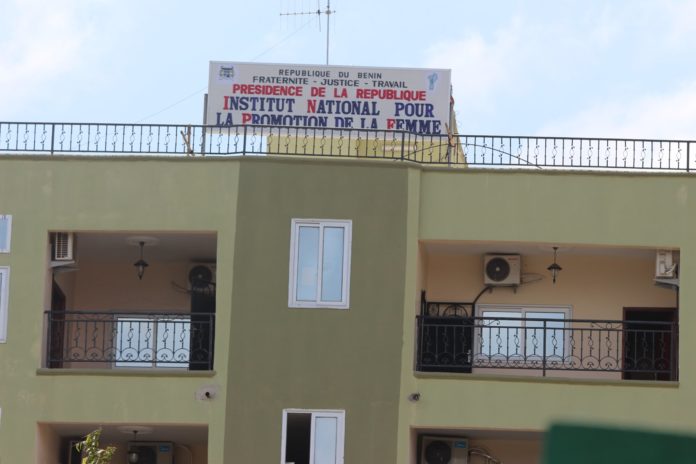 REPUBLIQUE DU BENIN
FRATERNITE - JUSTICE - TRAVAIL
PRESIDENCE DE LA REPUBLIQUE
INSTITUT NATIONAL POUR
LA PROMOTION DE LA FEMME